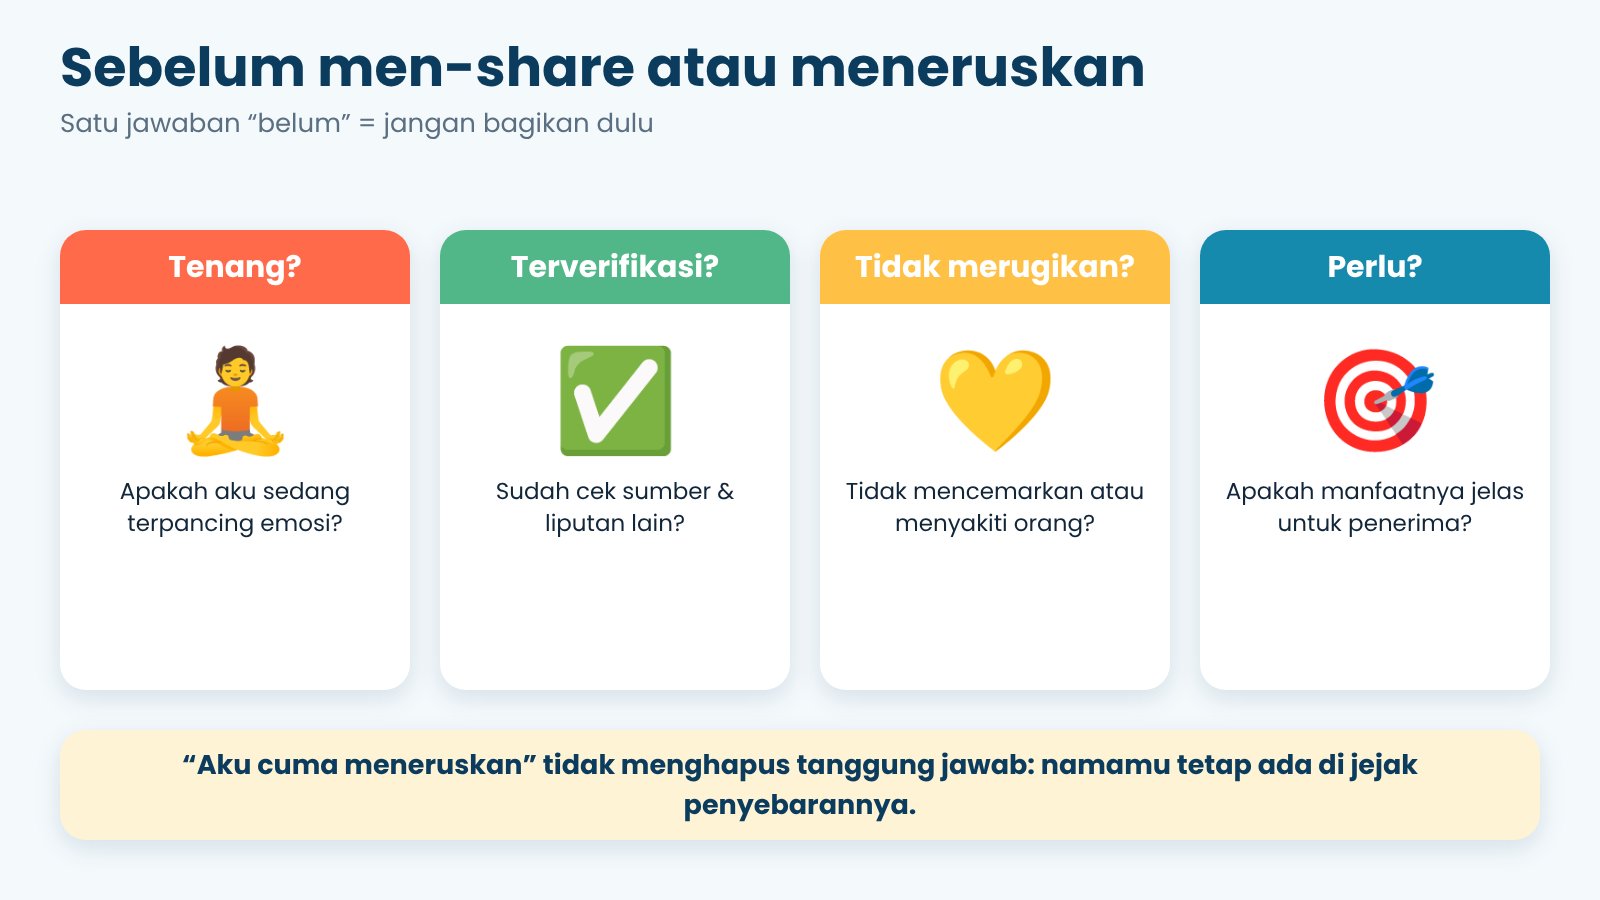 Sebelum men-share atau meneruskan
Satu jawaban “belum” = jangan bagikan dulu
Tenang?
Apakah aku sedang
terpancing emosi?
Terverifikasi?
Sudah cek sumber &
liputan lain?
Tidak merugikan?
Tidak mencemarkan atau
menyakiti orang?
Perlu?
Apakah manfaatnya jelas
untuk penerima?
“Aku cuma meneruskan” tidak menghapus tanggung jawab: namamu tetap ada di jejak
penyebarannya.